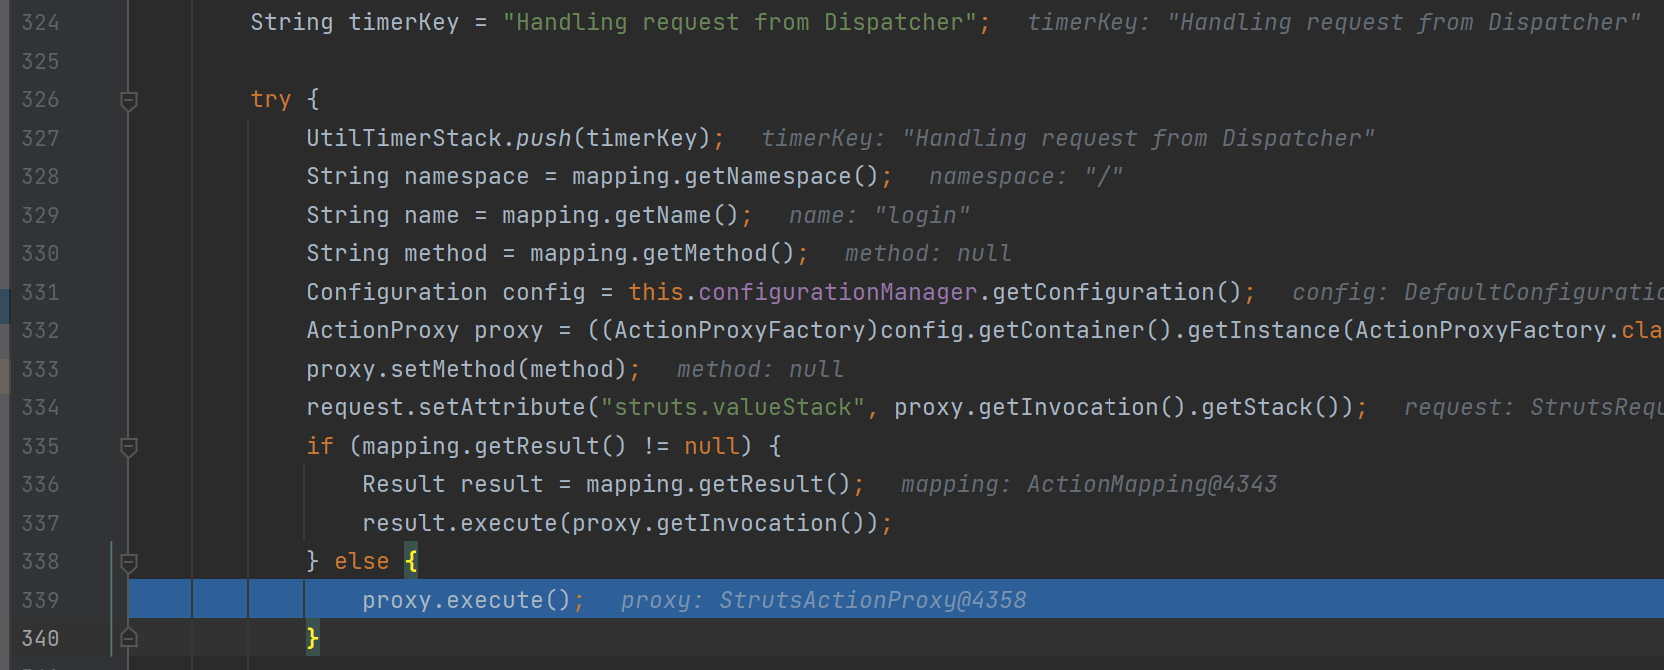 324 String timerKey = "Handling request from Dispatcher"; timerKey: "Handling request from Dispatcher"
325
326 try {
327 UtilTimerStack.push(timerKey); timerKey: "Handling request from Dispatcher"
328 String namespace = mapping.getNamespace(); namespace: "/"
329 String name = mapping.getName(); name: "login"
330 String method = mapping.getMethod(); method: null
331 Configuration config = this.configurationManager.getConfiguration(); config: DefaultConfiguratio
332 ActionProxy proxy = ((ActionProxyFactory)config.getContainer().getInstance(ActionProxyFactory.cla
333 proxy.setMethod(method); method: null
334 request.setAttribute("struts.valueStack", proxy.getInvocation().getStack()); request: StrutsRequ
335 if (mapping.getResult() != null) {
336 Result result = mapping.getResult(); mapping: ActionMapping@4343
337 result.execute(proxy.getInvocation());
338 } else {
339 proxy.execute(); proxy: StrutsActionProxy@4358
340 }